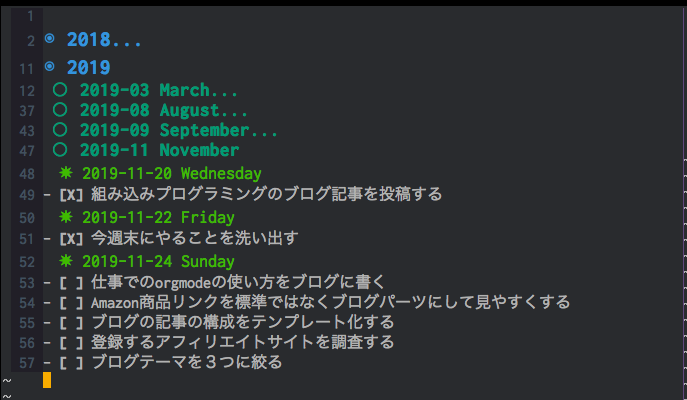 1
2 ◉ 2018...
11 ◉ 2019
12 ○ 2019-03 March...
37 ○ 2019-08 August...
43 ○ 2019-09 September...
47 ○ 2019-11 November
48 ✷ 2019-11-20 Wednesday
49 - [X] 組み込みプログラミングのブログ記事を投稿する
50 ✷ 2019-11-22 Friday
51 - [X] 今週末にやることを洗い出す
52 ✷ 2019-11-24 Sunday
53 - [ ] 仕事でのorgmodeの使い方をブログに書く
54 - [ ] Amazon商品リンクを標準ではなくブログパーツにして見やすくする
55 - [ ] ブログの記事の構成をテンプレート化する
56 - [ ] 登録するアフィリエイトサイトを調査する
57 - [ ] ブログテーマを３つに絞る
~
~